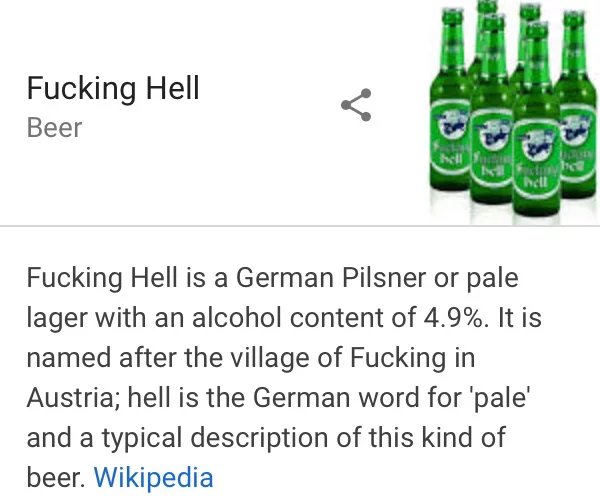 Fucking Hell
Beer
Fucking hell
Fucking Hell is a German Pilsner or pale
lager with an alcohol content of 4.9%. It is
named after the village of Fucking in
Austria; hell is the German word for 'pale'
and a typical description of this kind of
beer. Wikipedia